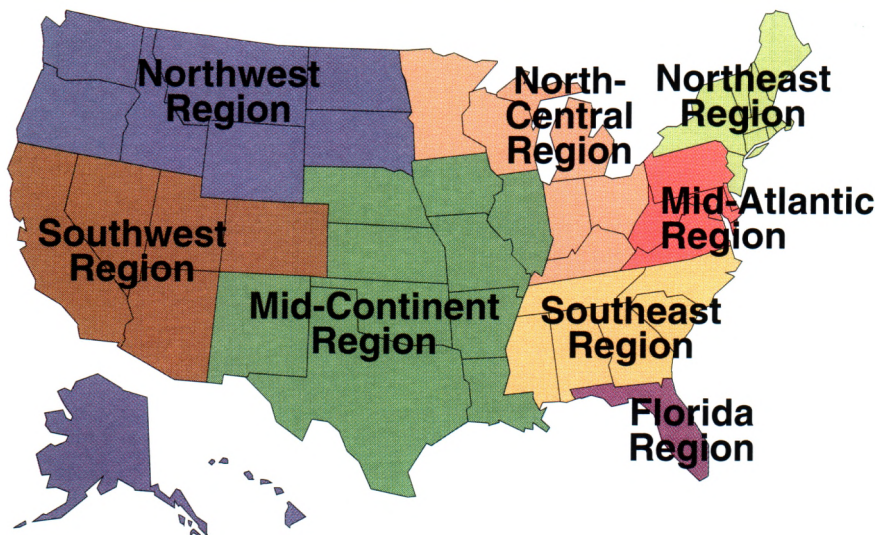 Northwest
Region
North-
Central
Region
Northeast
Region
Mid-Atlantic
Region
Southwest
Region
Mid-Continent
Region
Southeast
Region
Florida
Region